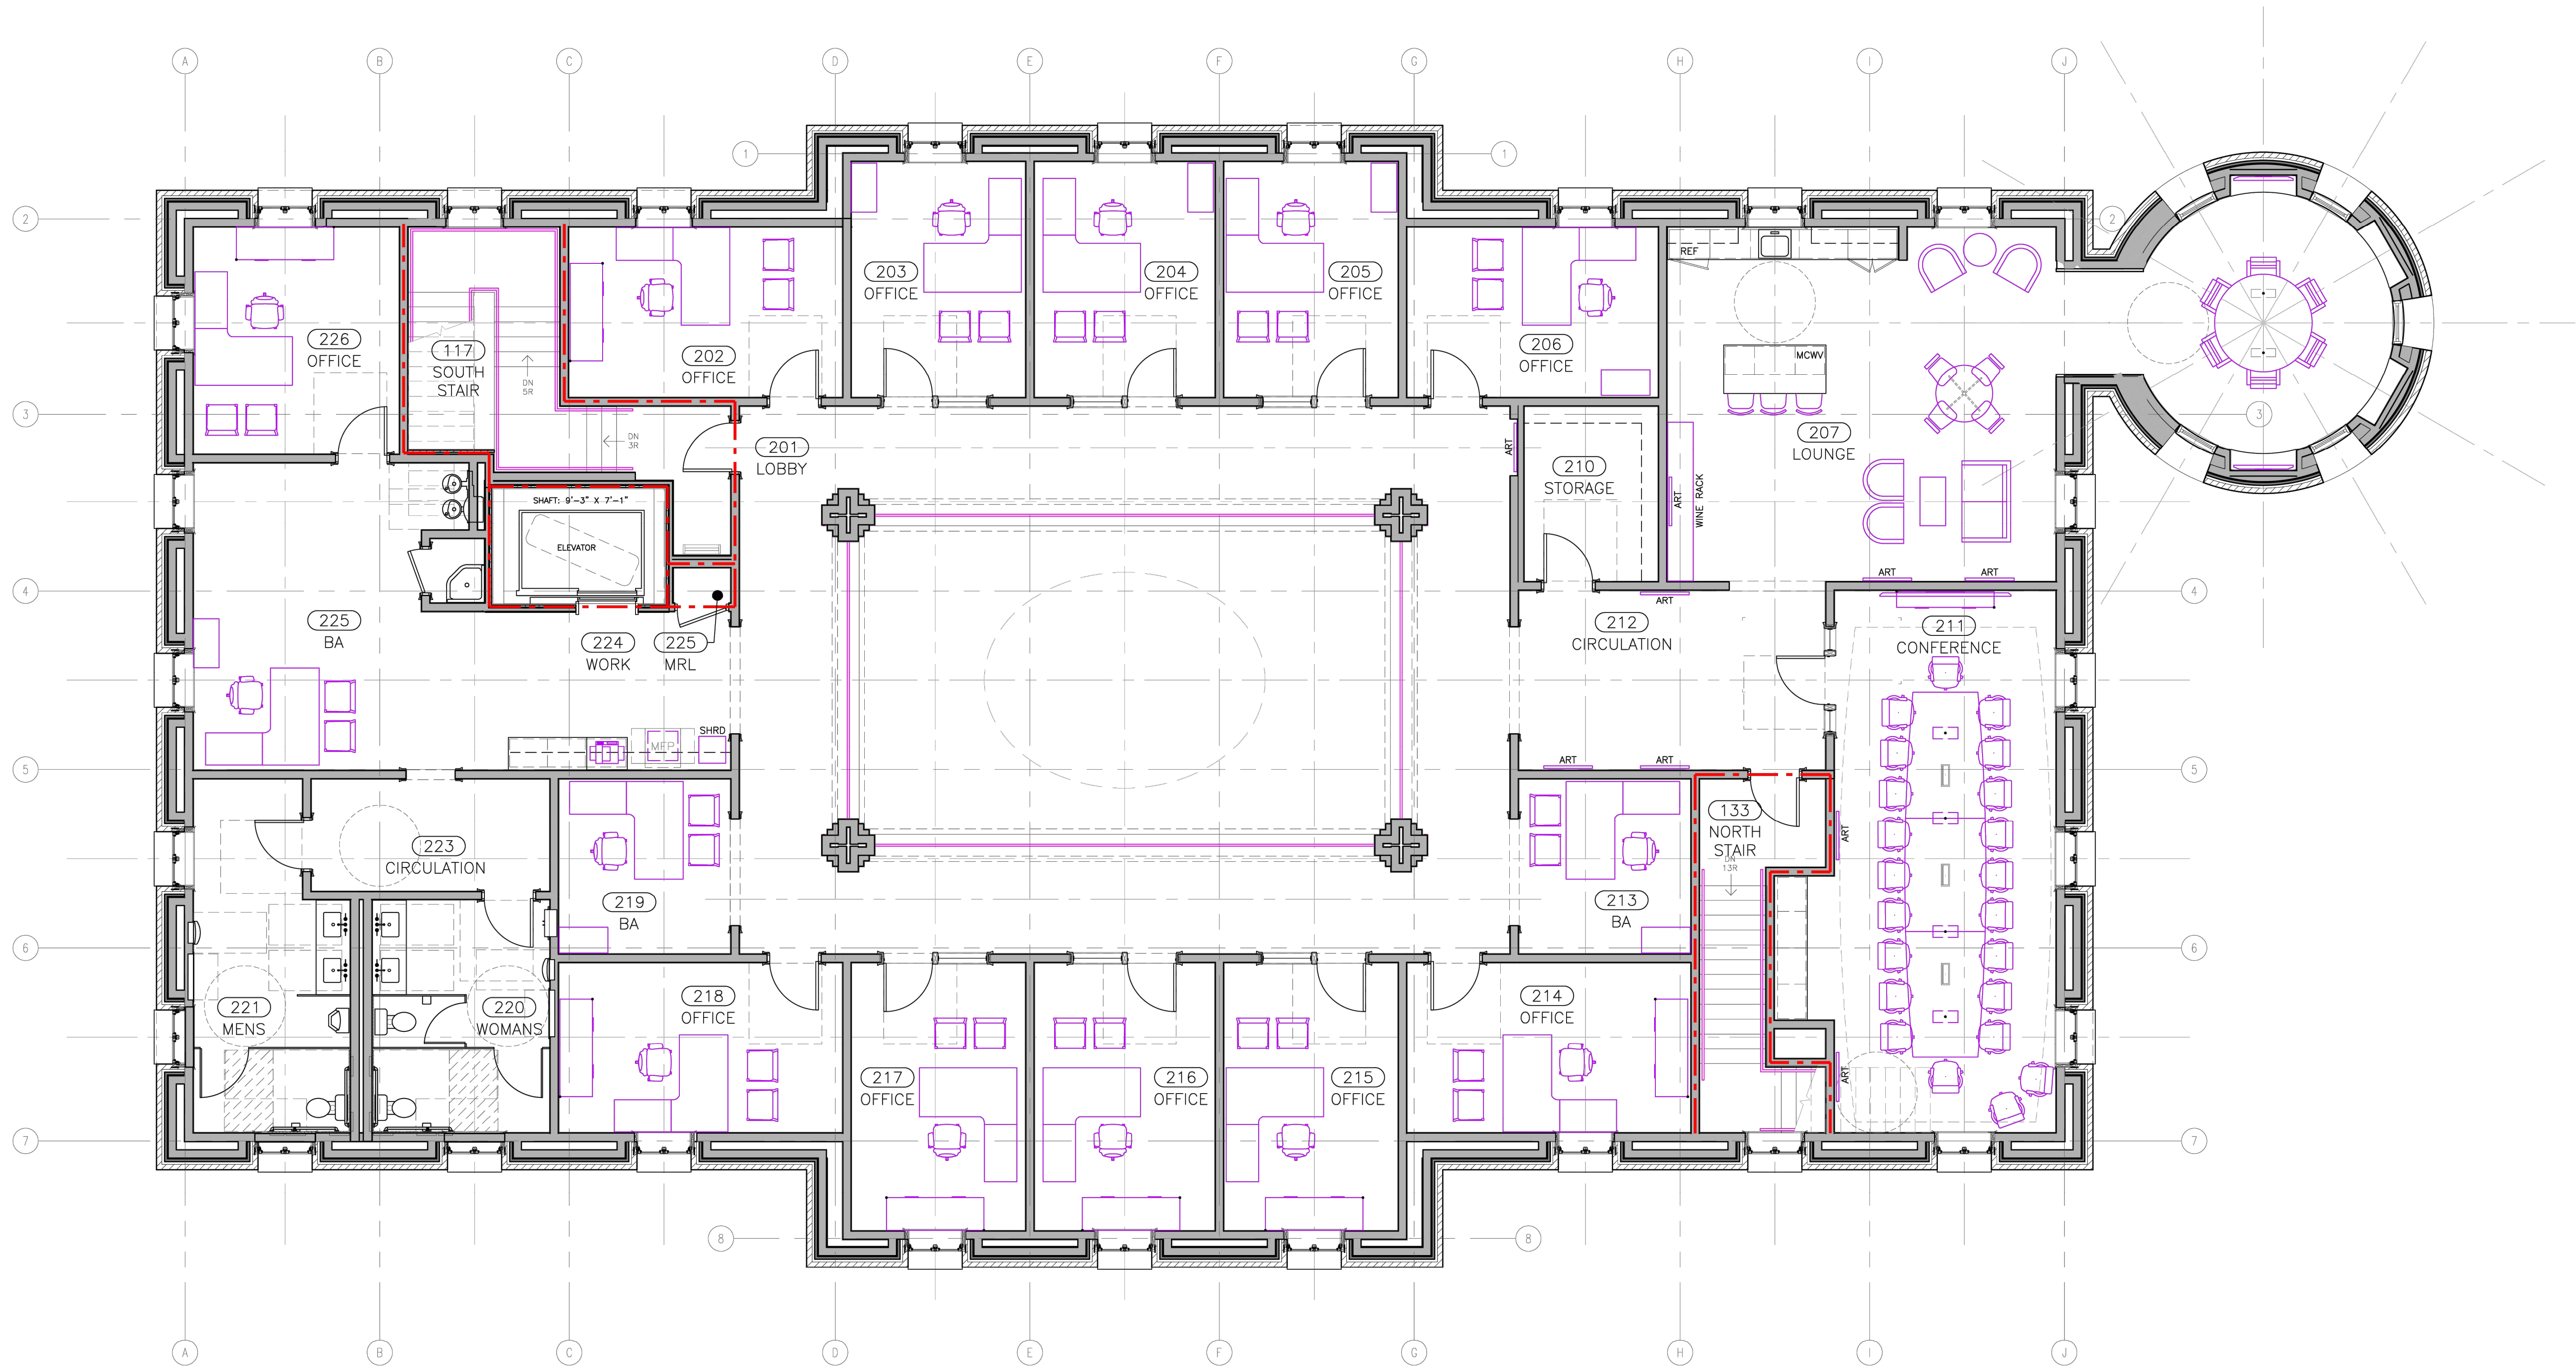 A B C D E F G H I J
1 1
2 2
REF
203 OFFICE
204 OFFICE
205 OFFICE
226 OFFICE
117 SOUTH STAIR
DN 5R
202 OFFICE
206 OFFICE
MCWV
3 3
DN 3R
201 LOBBY
207 LOUNGE
ART
210 STORAGE
ART
WINE RACK
SHAFT: 9'-3" X 7'-1"
ELEVATOR
ART ART
4 4
ART
225 BA
224 WORK
225 MRL
212 CIRCULATION
211 CONFERENCE
SHRD
MFP
ART ART
5 5
133 NORTH STAIR
DN 13R
ART
223 CIRCULATION
219 BA
213 BA
6 6
221 MENS
220 WOMANS
218 OFFICE
214 OFFICE
217 OFFICE
216 OFFICE
215 OFFICE
ART
7 7
8 8
A B C D E F G H I J